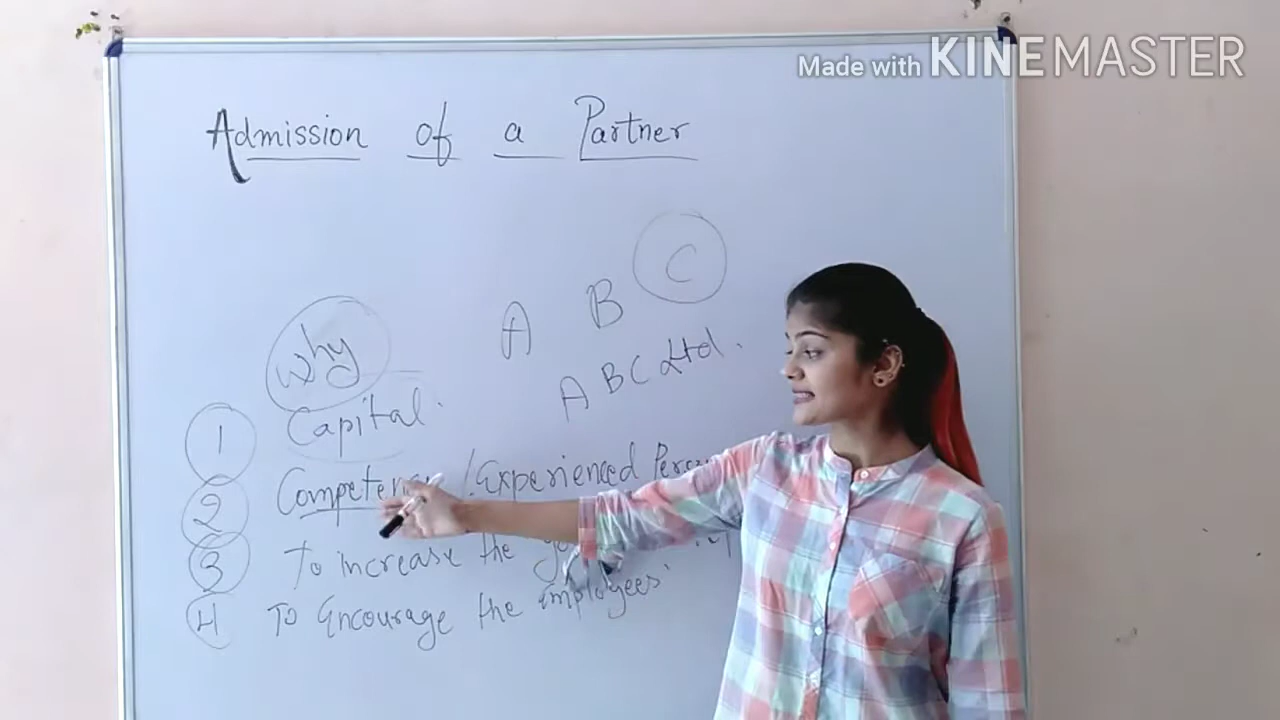 Made with KINEMASTER
Admission of a Partner
A B C
Why
A B C Ltd.
1 Capital.
2 / Experienced
3 To increase the
4 To Encourage the employees